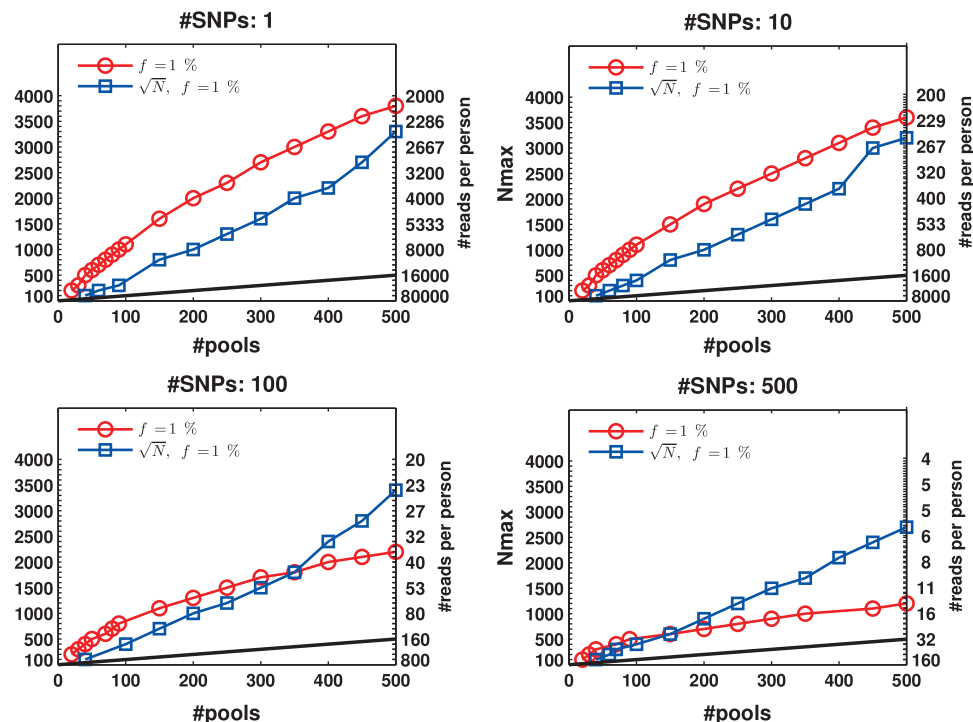 #SNPs: 1
f = 1 %
√N, f = 1 %
4000
3500
3000
2500
2000
1500
1000
500
100
2000
2286
2667
3200
4000
5333
8000
16000
80000
#reads per person
0 100 200 300 400 500
#pools
#SNPs: 10
f = 1 %
√N, f = 1 %
Nmax
4000
3500
3000
2500
2000
1500
1000
500
100
200
229
267
320
400
533
800
1600
8000
#reads per person
0 100 200 300 400 500
#pools
#SNPs: 100
f = 1 %
√N, f = 1 %
4000
3500
3000
2500
2000
1500
1000
500
100
20
23
27
32
40
53
80
160
800
#reads per person
0 100 200 300 400 500
#pools
#SNPs: 500
f = 1 %
√N, f = 1 %
Nmax
4000
3500
3000
2500
2000
1500
1000
500
100
4
5
5
6
8
11
16
32
160
#reads per person
0 100 200 300 400 500
#pools